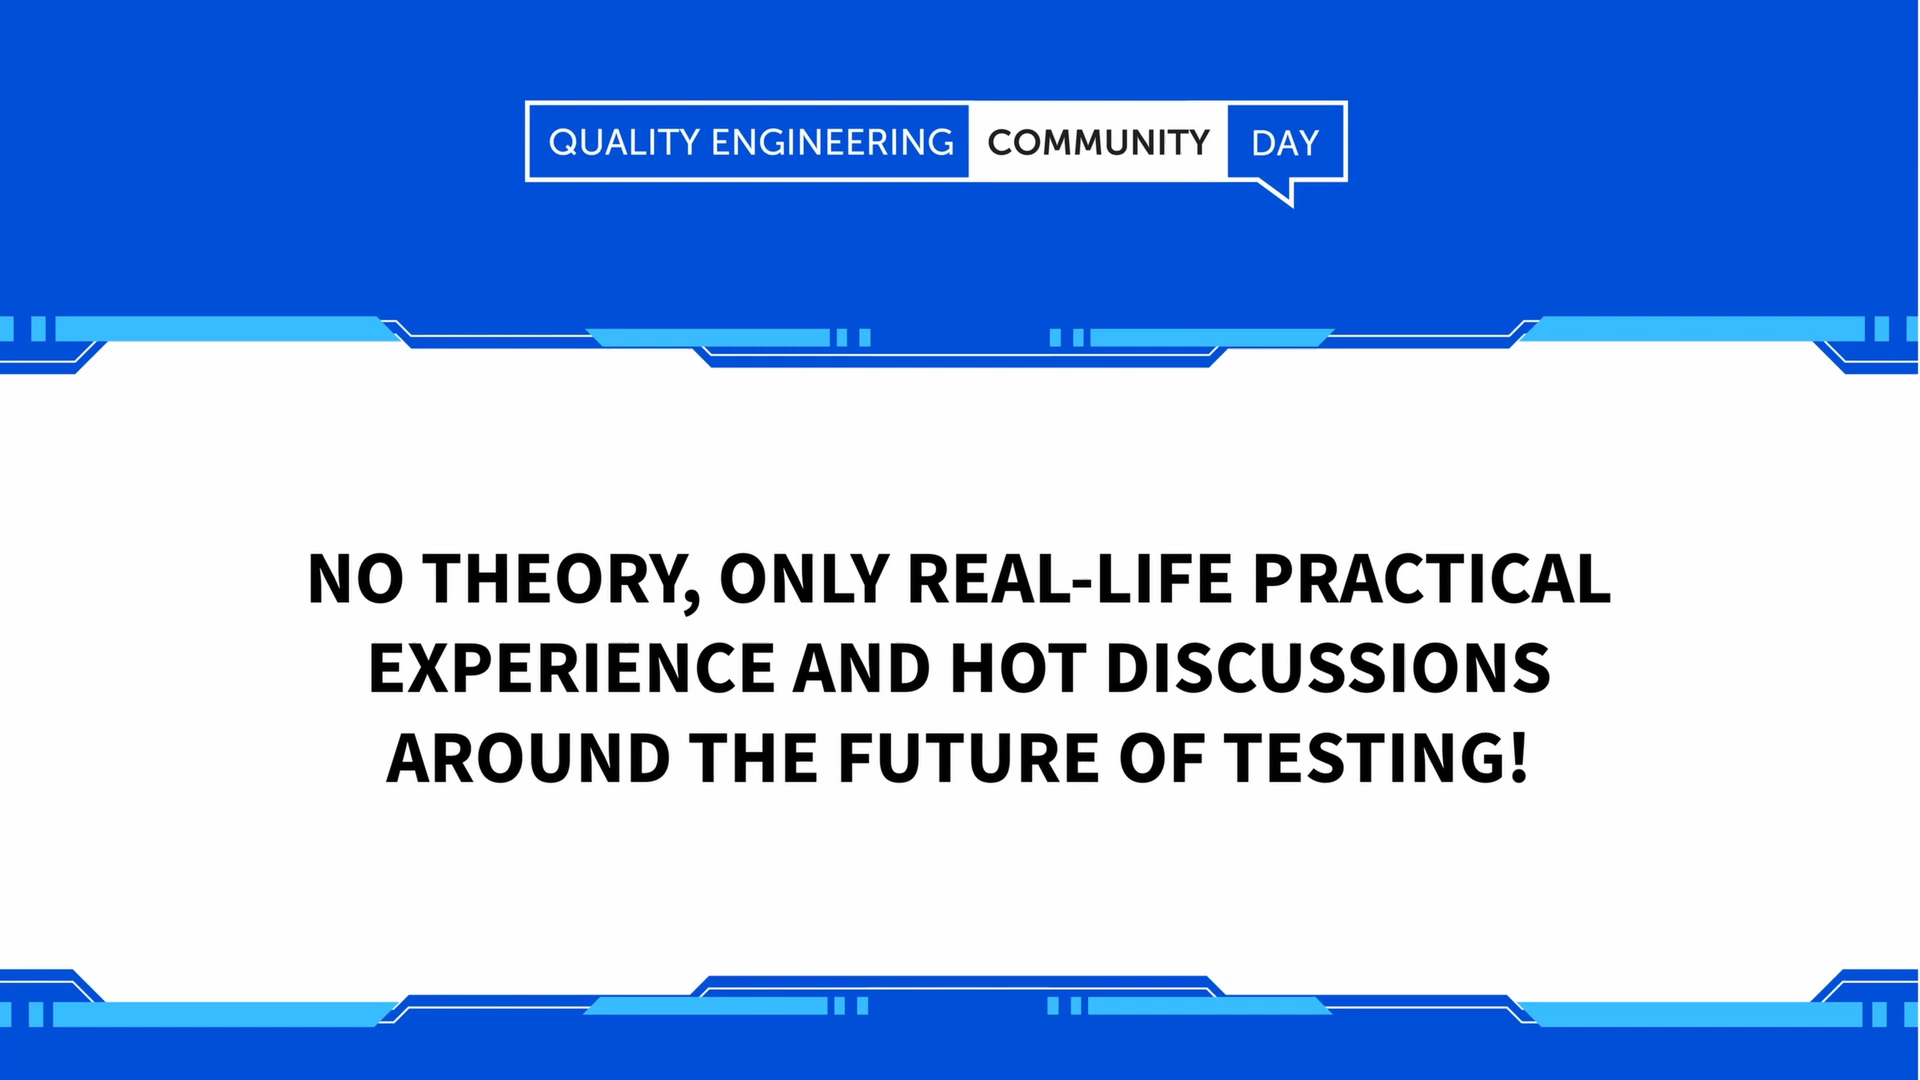 QUALITY ENGINEERING COMMUNITY DAY
NO THEORY, ONLY REAL-LIFE PRACTICAL
EXPERIENCE AND HOT DISCUSSIONS
AROUND THE FUTURE OF TESTING!